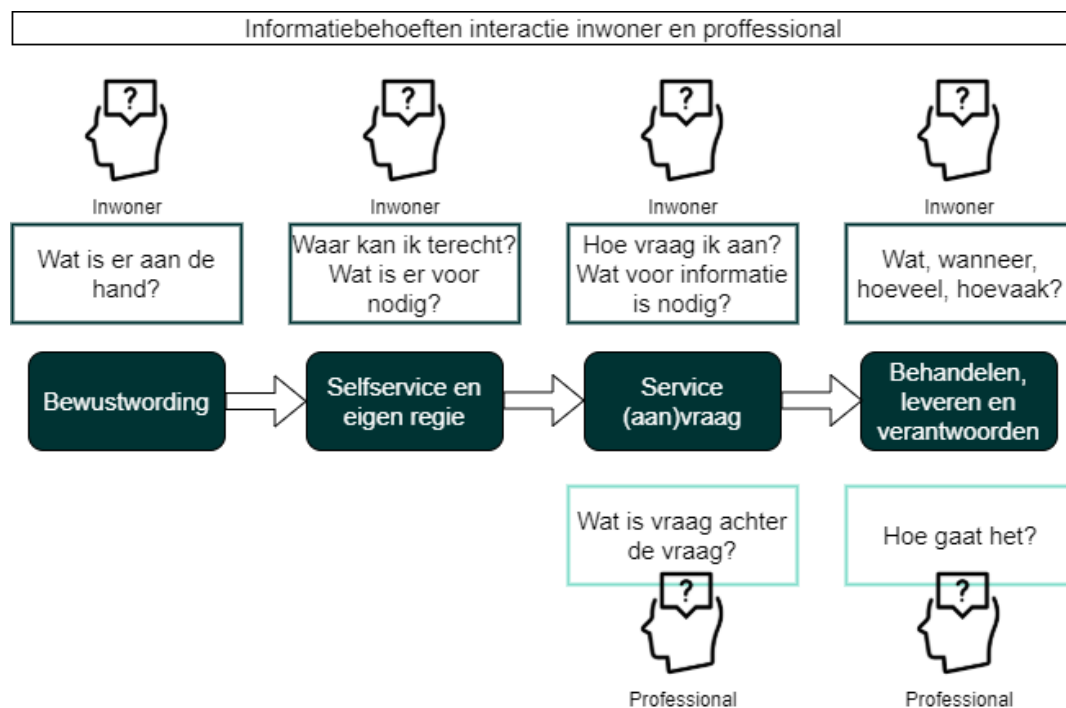 Informatiebehoeften interactie inwoner en proffessional
Inwoner
Inwoner
Inwoner
Inwoner
Wat is er aan de
hand?
Waar kan ik terecht?
Wat is er voor
nodig?
Hoe vraag ik aan?
Wat voor informatie
is nodig?
Wat, wanneer,
hoeveel, hoevaak?
Bewustwording
Selfservice en
eigen regie
Service
(aan)vraag
Behandelen,
leveren en
verantwoorden
Wat is vraag achter
de vraag?
Hoe gaat het?
?
?
?
?
?
?
Professional
Professional